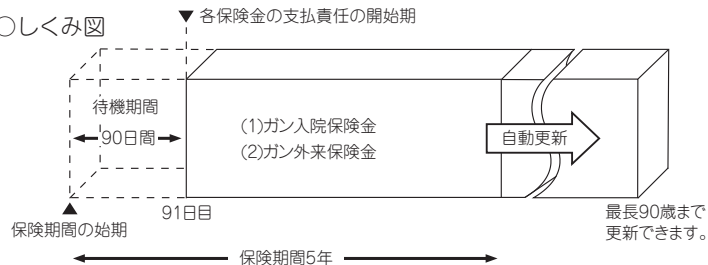 ○しくみ図
▼各保険金の支払責任の開始期
待機期間
90日間
(1)ガン入院保険金
(2)ガン外来保険金
自動更新
▲
保険期間の始期
91日目
最長90歳まで
更新できます。
保険期間5年